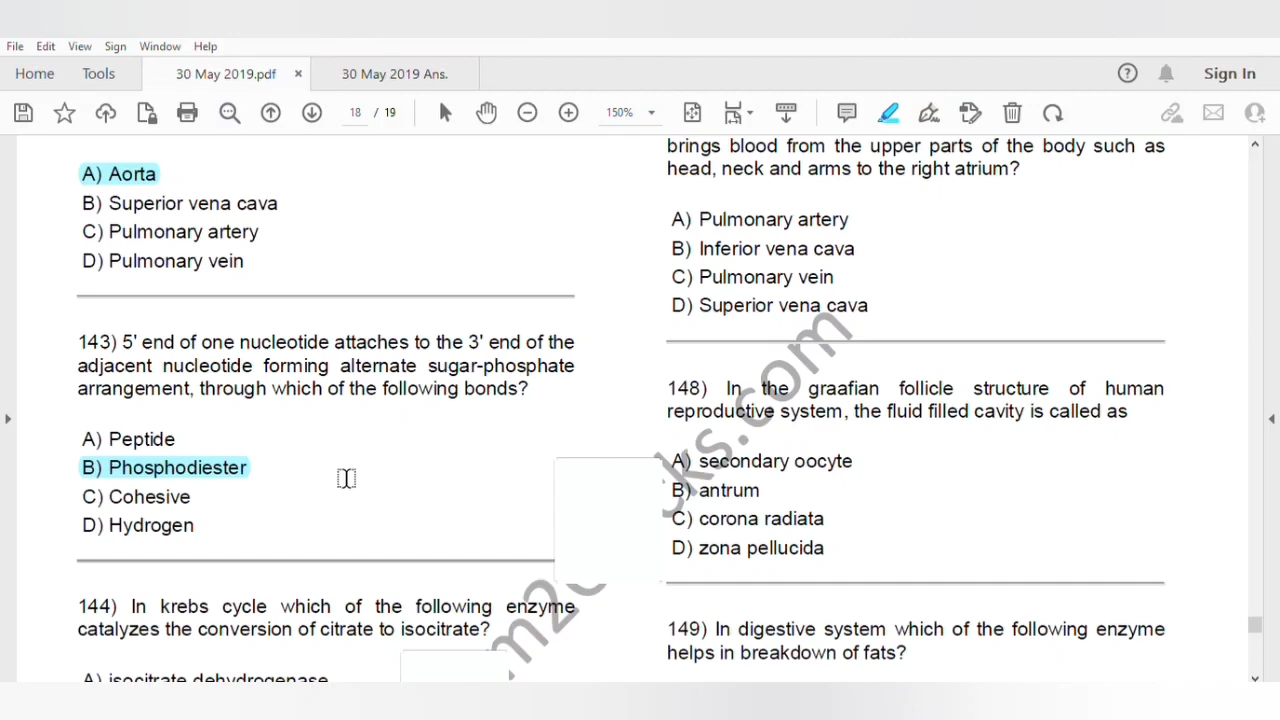 File Edit View Sign Window Help
Home Tools 30 May 2019.pdf × 30 May 2019 Ans. Sign In
18 / 19 150%
A) Aorta
B) Superior vena cava
C) Pulmonary artery
D) Pulmonary vein
143) 5' end of one nucleotide attaches to the 3' end of the
adjacent nucleotide forming alternate sugar-phosphate
arrangement, through which of the following bonds?
A) Peptide
B) Phosphodiester
C) Cohesive
D) Hydrogen
144) In krebs cycle which of the following enzyme
catalyzes the conversion of citrate to isocitrate?
A) isocitrate dehydrogenase
brings blood from the upper parts of the body such as
head, neck and arms to the right atrium?
A) Pulmonary artery
B) Inferior vena cava
C) Pulmonary vein
D) Superior vena cava
148) In the graafian follicle structure of human
reproductive system, the fluid filled cavity is called as
A) secondary oocyte
B) antrum
C) corona radiata
D) zona pellucida
149) In digestive system which of the following enzyme
helps in breakdown of fats?